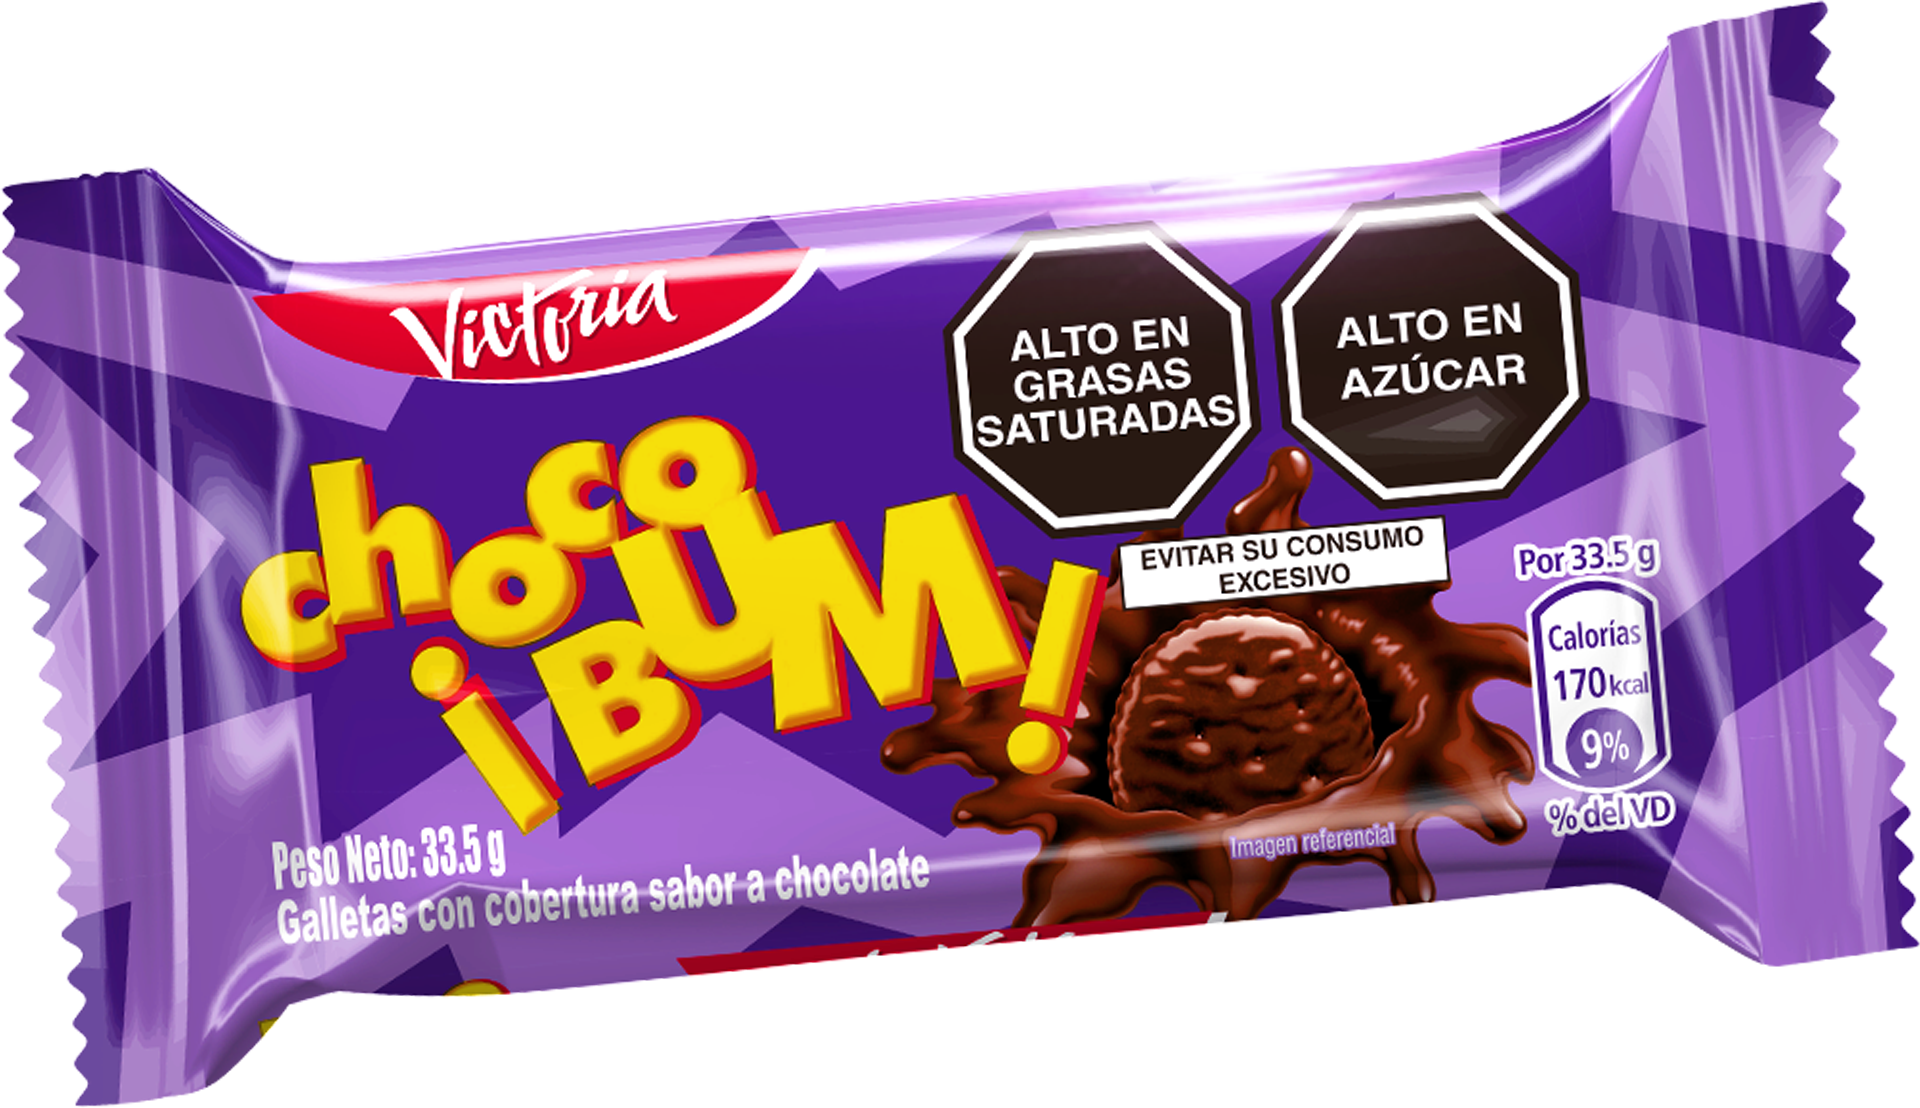 Victoria
choco
¡BUM!
ALTO EN
GRASAS
SATURADAS
ALTO EN
AZÚCAR
EVITAR SU CONSUMO
EXCESIVO
Por 33.5 g
Calorías
170 kcal
9%
% del VD
Imagen referencial
Peso Neto: 33.5 g
Galletas con cobertura sabor a chocolate